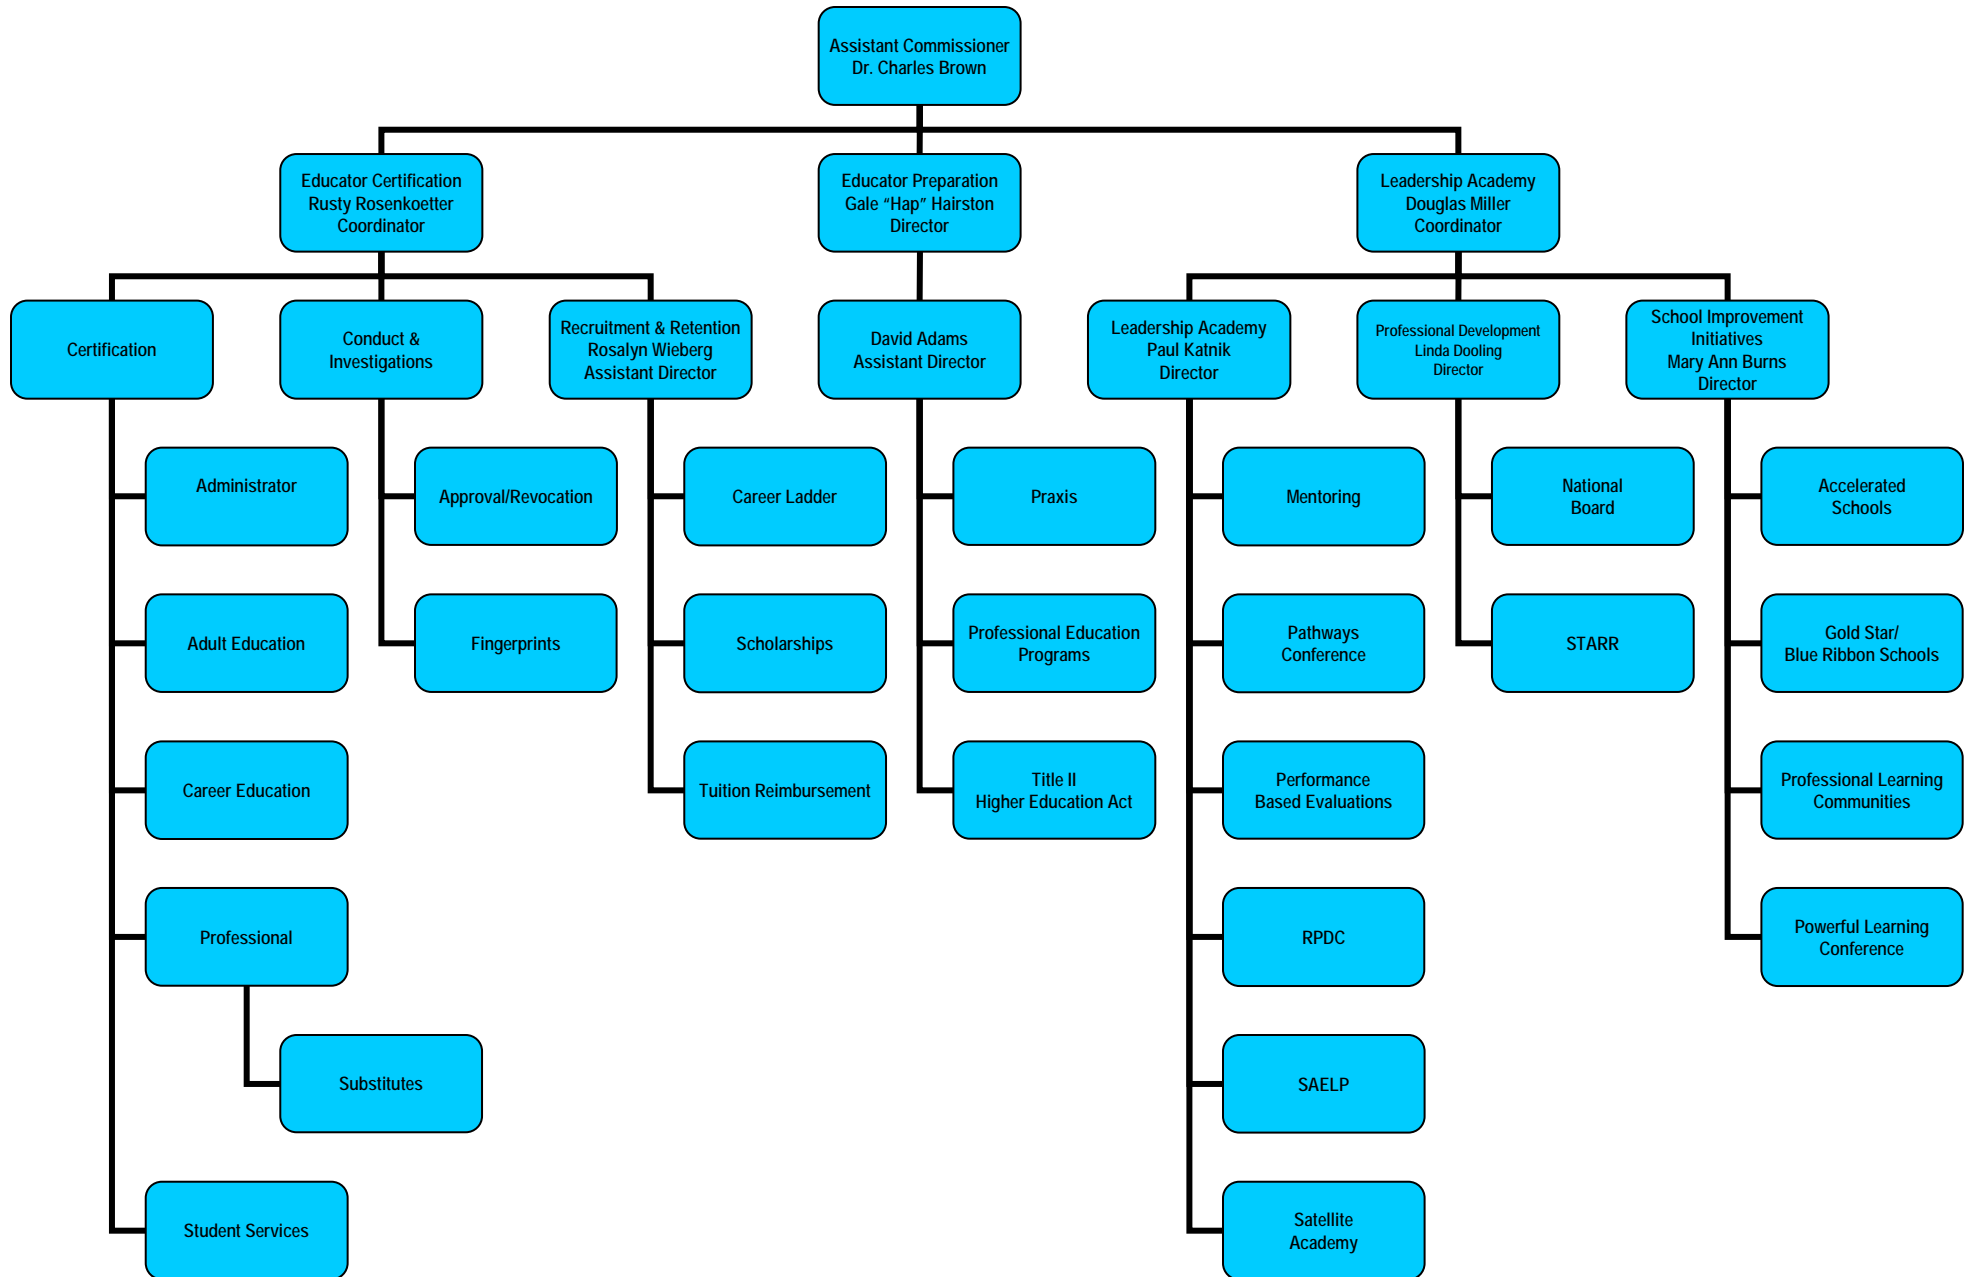 Assistant Commissioner
Dr. Charles Brown
Educator Certification
Rusty Rosenkoetter
Coordinator
Educator Preparation
Gale “Hap” Hairston
Director
Leadership Academy
Douglas Miller
Coordinator
Certification
Conduct &
Investigations
Recruitment & Retention
Rosalyn Wieberg
Assistant Director
David Adams
Assistant Director
Leadership Academy
Paul Katnik
Director
Professional Development
Linda Dooling
Director
School Improvement
Initiatives
Mary Ann Burns
Director
Administrator
Approval/Revocation
Career Ladder
Praxis
Mentoring
National
Board
Accelerated
Schools
Adult Education
Fingerprints
Scholarships
Professional Education
Programs
Pathways
Conference
STARR
Gold Star/
Blue Ribbon Schools
Career Education
Tuition Reimbursement
Title II
Higher Education Act
Performance
Based Evaluations
Professional Learning
Communities
Professional
RPDC
Powerful Learning
Conference
Substitutes
SAELP
Student Services
Satellite
Academy